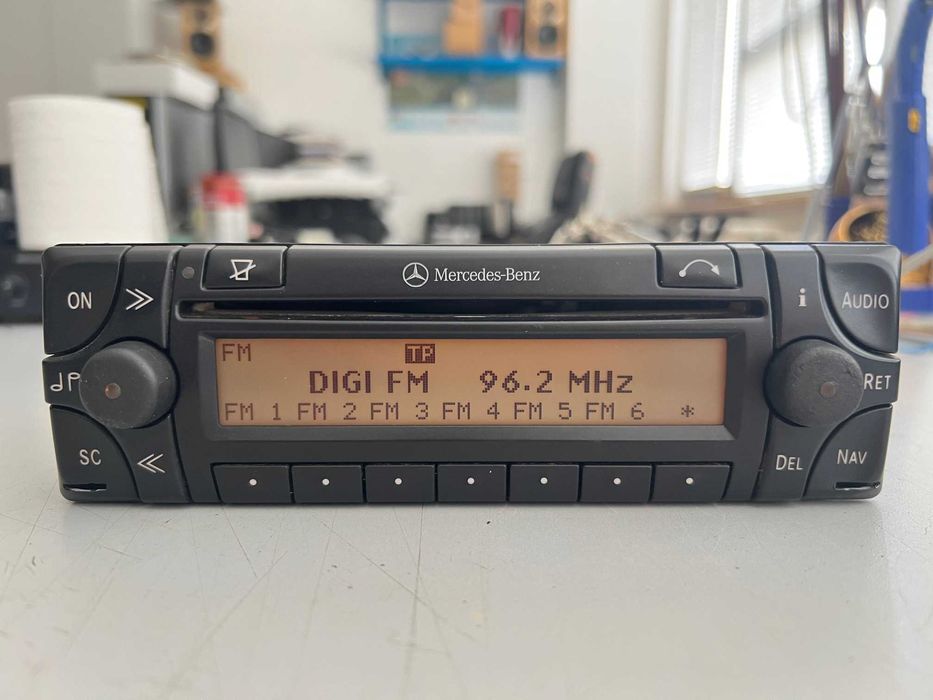 Mercedes-Benz
ON
i
AUDIO
FM TP
DIGI FM 96.2 MHz
RET
FM 1 FM 2 FM 3 FM 4 FM 5 FM 6 *
SC
DEL
NAV